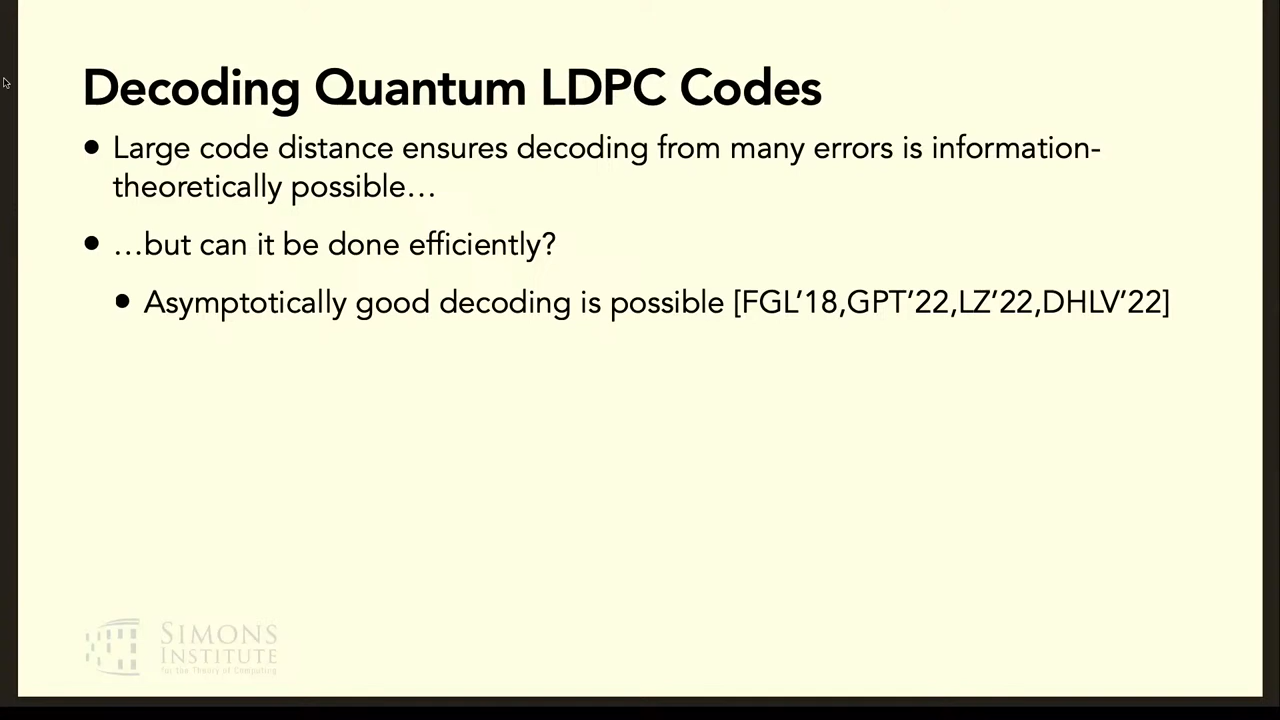 Decoding Quantum LDPC Codes
• Large code distance ensures decoding from many errors is information-
theoretically possible…
• …but can it be done efficiently?
• Asymptotically good decoding is possible [FGL’18,GPT’22,LZ’22,DHLV’22]
SIMONS
INSTITUTE
for the Theory of Computing